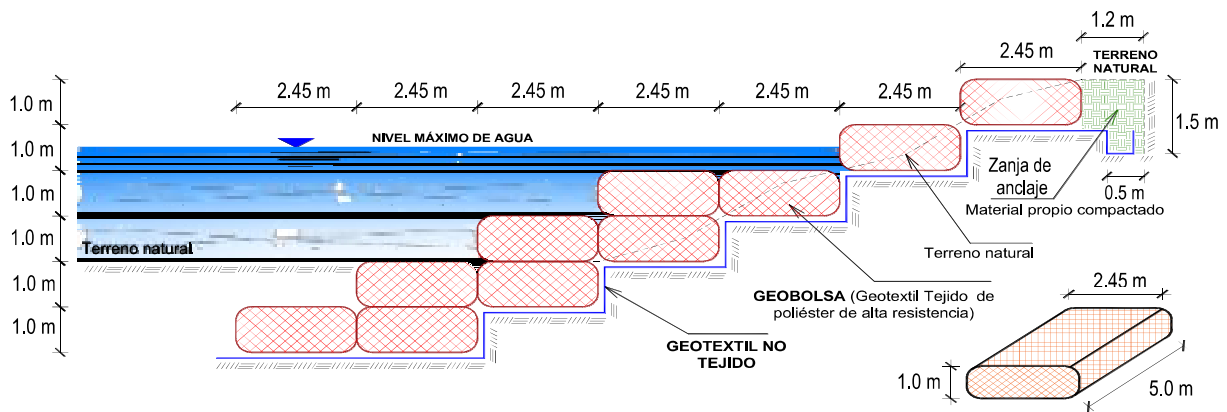 1.2 m
2.45 m
TERRENO
NATURAL
2.45 m
2.45 m
2.45 m
2.45 m
2.45 m
2.45 m
1.0 m
1.0 m
1.0 m
1.0 m
1.0 m
1.0 m
NIVEL MÁXIMO DE AGUA
1.5 m
Zanja de
anclaje
0.5 m
Material propio compactado
Terreno natural
Terreno natural
GEOBOLSA (Geotextil Tejido de
poliéster de alta resistencia)
GEOTEXTIL NO
TEJIDO
2.45 m
1.0 m
5.0 m